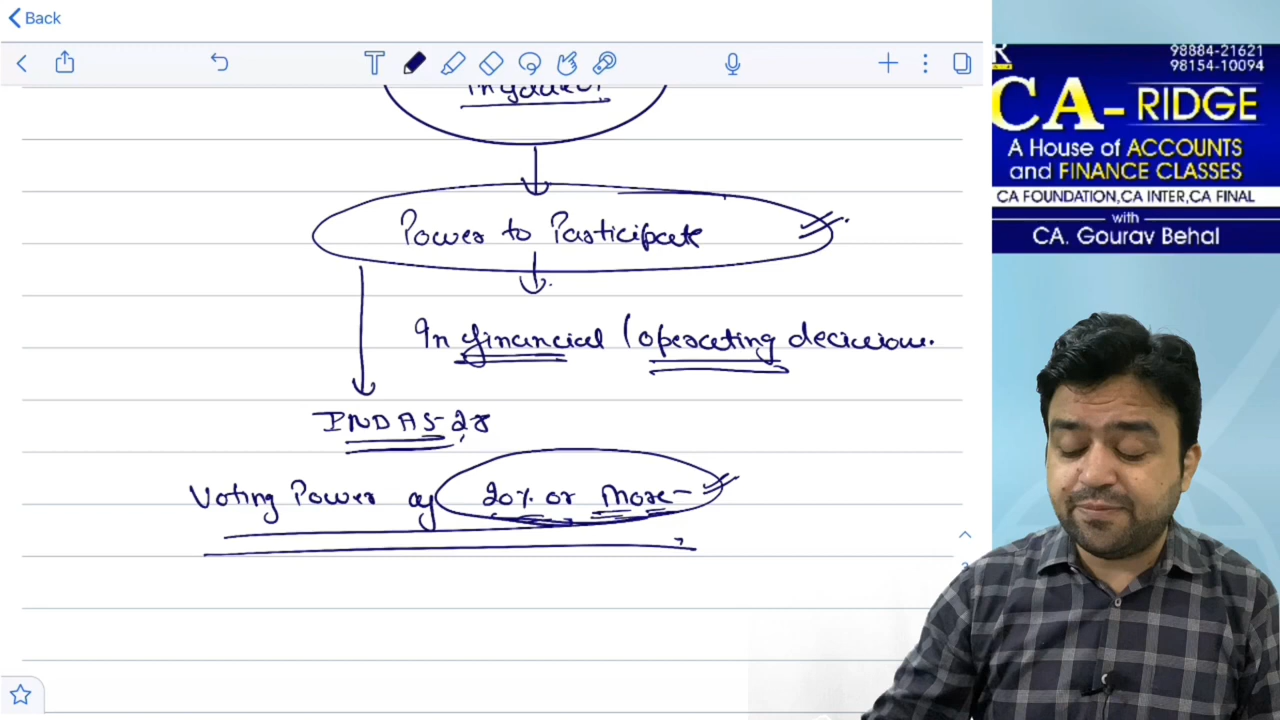 Back
98884-21621
98154-10094
R
CA-RIDGE
A House of ACCOUNTS
and FINANCE CLASSES
CA FOUNDATION,CA INTER,CA FINAL
with
CA. Gourav Behal
Power to Participate
In financial (operating decision.
INDAS-28
Voting Power of 20% or More-